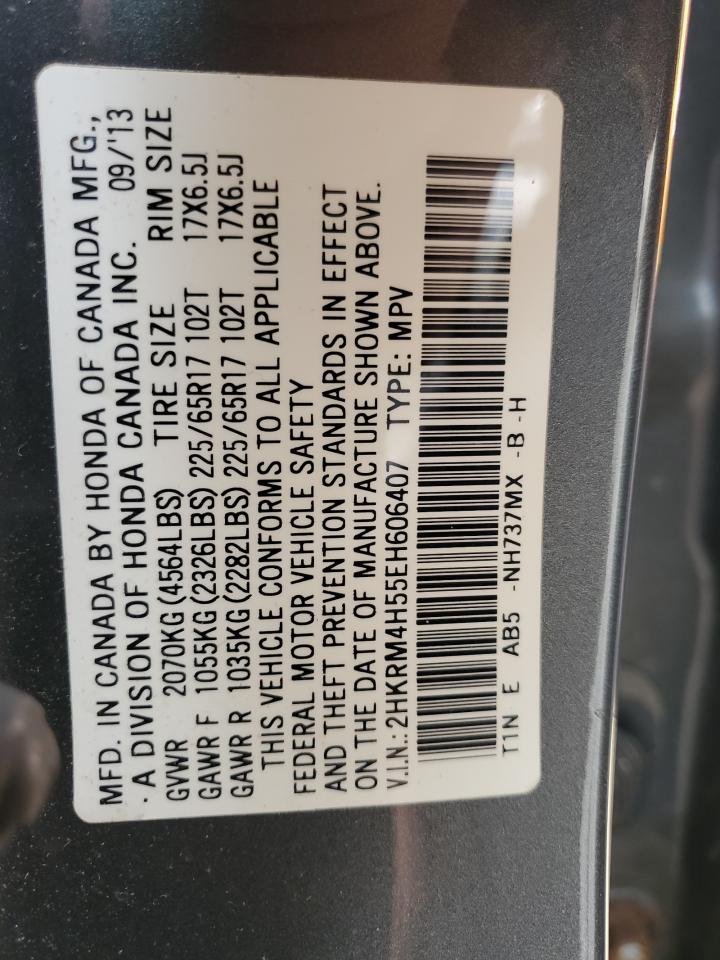 MFD. IN CANADA BY HONDA OF CANADA MFG.,
· A DIVISION OF HONDA CANADA INC. 09/'13
GVWR 2070KG (4564LBS) TIRE SIZE RIM SIZE
GAWR F 1055KG (2326LBS) 225/65R17 102T 17X6.5J
GAWR R 1035KG (2282LBS) 225/65R17 102T 17X6.5J
THIS VEHICLE CONFORMS TO ALL APPLICABLE
FEDERAL MOTOR VEHICLE SAFETY
AND THEFT PREVENTION STANDARDS IN EFFECT
ON THE DATE OF MANUFACTURE SHOWN ABOVE.
V.I.N.: 2HKRM4H55EH606407 TYPE: MPV
T1N E AB5 -NH737MX -B -H